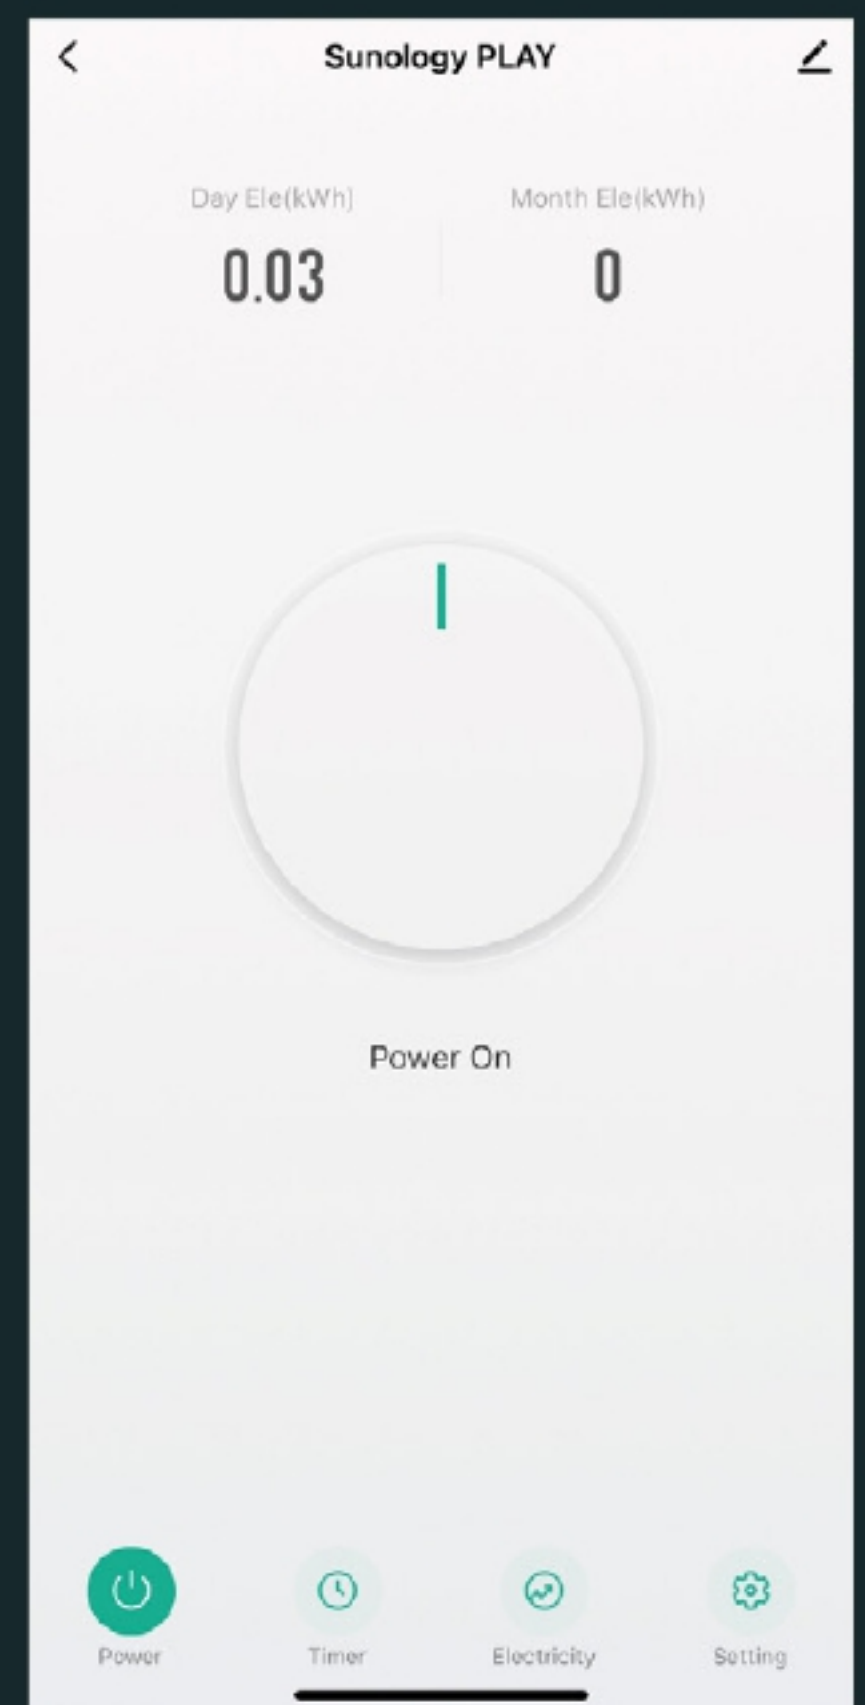 Sunology PLAY
Day Ele(kWh)
Month Ele(kWh)
0.03
0
Power On
Power
Timer
Electricity
Setting